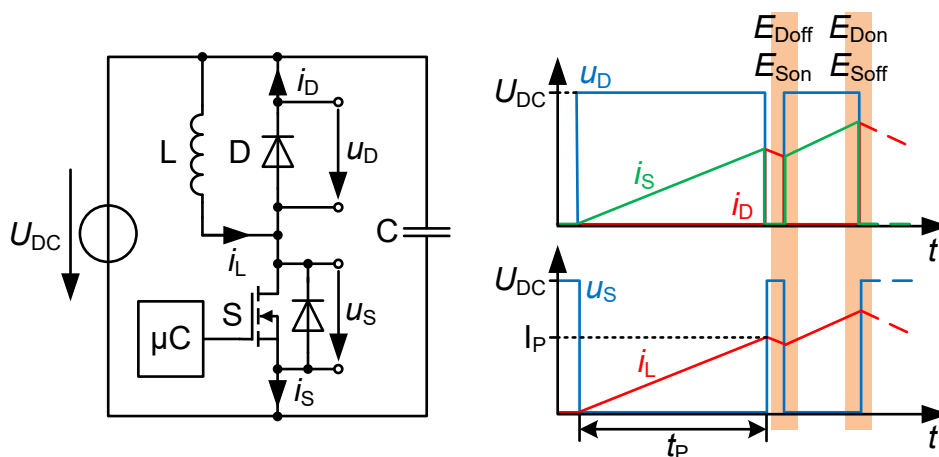 i_D
L
D
u_D
U_DC
C
i_L
S
µC
u_S
i_S
E_Doff E_Don
E_Son E_Soff
U_DC
u_D
i_S
i_D
t
U_DC
u_S
I_P
i_L
t_P
t